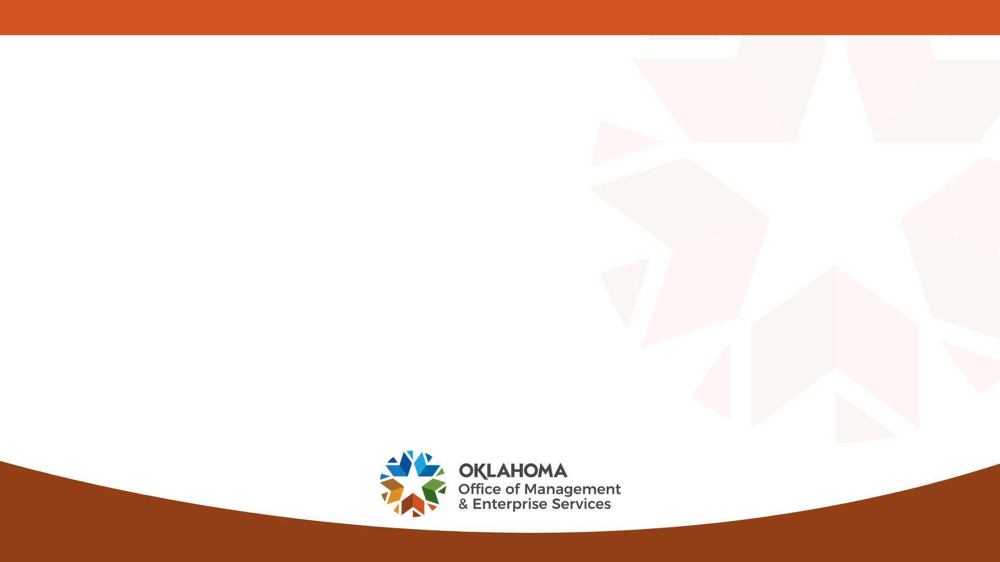 OKLAHOMA
Office of Management
& Enterprise Services